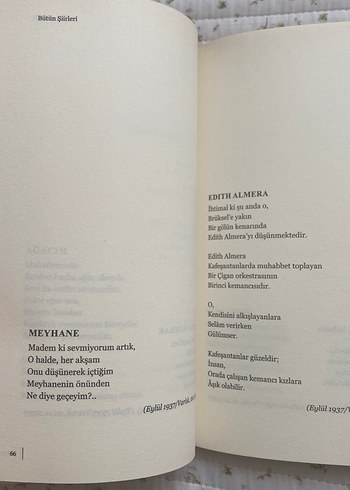 Bütün Şiirleri
MEYHANE
Madem ki sevmiyorum artık,
O halde, her akşam
Onu düşünerek içtiğim
Meyhanenin önünden
Ne diye geçeyim?..
(Eylül 1937/Varlık,
66
EDITH ALMERA
İhtimal ki şu anda o,
Brüksel'e yakın
Bir gölün kenarında
Edith Almera'yı düşünmektedir.
Edith Almera
Kafeşantanlarda muhabbet toplayan
Bir Çigan orkestrasının
Birinci kemancısıdır.
O,
Kendisini alkışlayanlara
Selâm verirken
Gülümser.
Kafeşantanlar güzeldir;
İnsan,
Orada çalışan kemancı kızlara
Âşık olabilir.
(Eylül 1937/